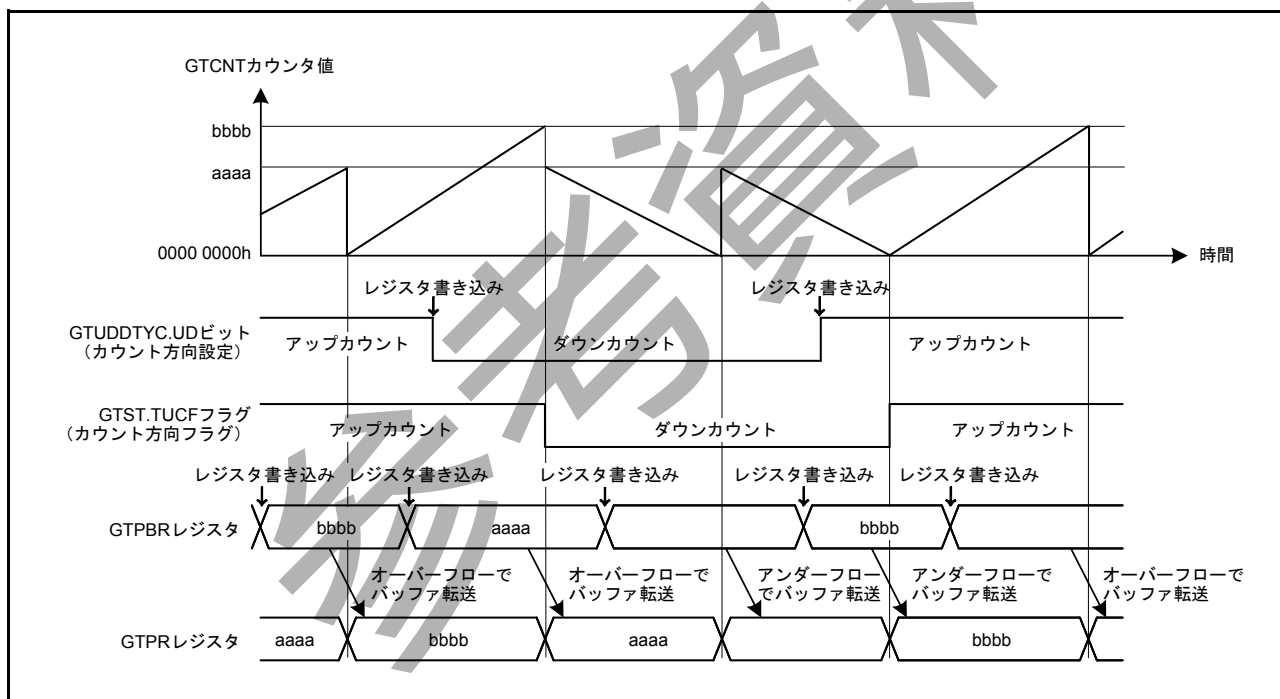 GTCNTカウンタ値
bbbb
aaaa
0000 0000h
時間
レジスタ書き込み
レジスタ書き込み
GTUDDTYC.UDビット
(カウント方向設定)
アップカウント
ダウンカウント
アップカウント
GTST.TUCFフラグ
(カウント方向フラグ)
アップカウント
ダウンカウント
アップカウント
レジスタ書き込み
レジスタ書き込み
レジスタ書き込み
レジスタ書き込み
レジスタ書き込み
GTPBRレジスタ
bbbb
aaaa
bbbb
オーバーフローで
バッファ転送
オーバーフローで
バッファ転送
アンダーフロー
でバッファ転送
アンダーフローで
バッファ転送
オーバーフローで
バッファ転送
GTPRレジスタ
aaaa
bbbb
aaaa
bbbb
参考資料